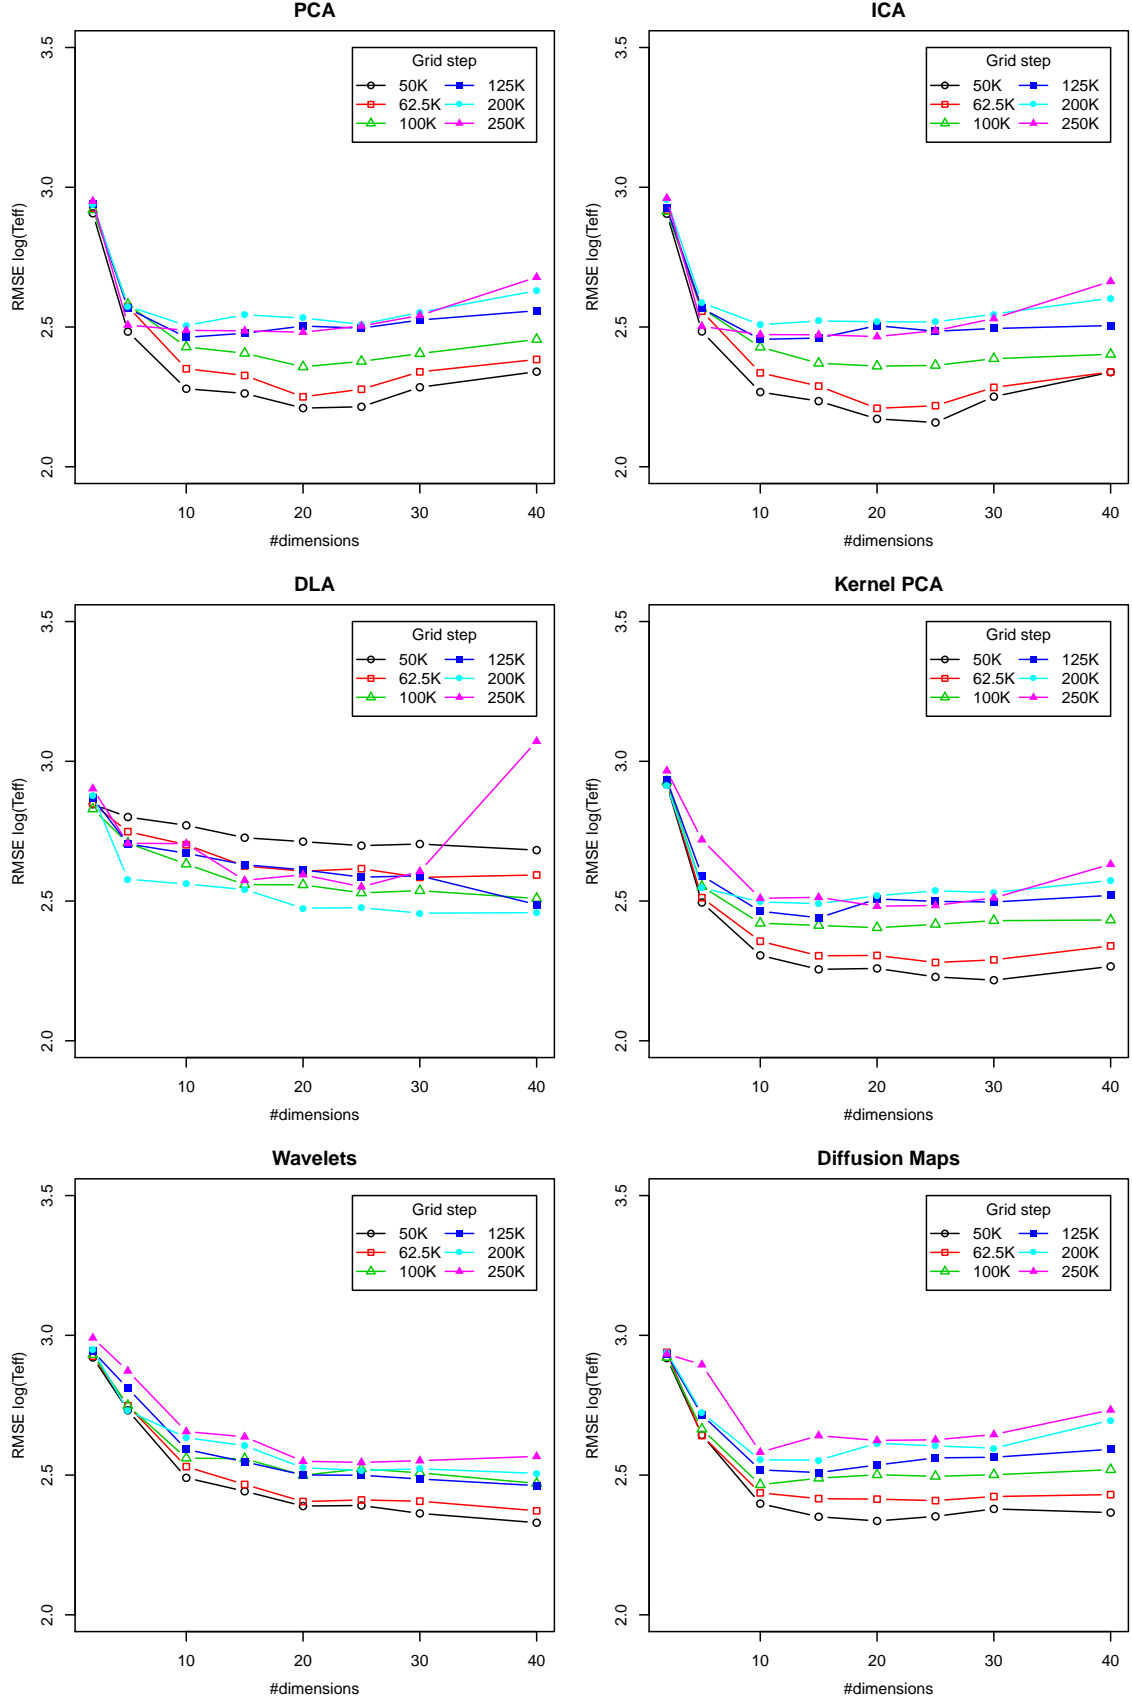 PCA
RMSE log(Teff)
3.5
3.0
2.5
2.0
Grid step
50K 125K
62.5K 200K
100K 250K
10 20 30 40
#dimensions
ICA
RMSE log(Teff)
3.5
3.0
2.5
2.0
Grid step
50K 125K
62.5K 200K
100K 250K
10 20 30 40
#dimensions
DLA
RMSE log(Teff)
3.5
3.0
2.5
2.0
Grid step
50K 125K
62.5K 200K
100K 250K
10 20 30 40
#dimensions
Kernel PCA
RMSE log(Teff)
3.5
3.0
2.5
2.0
Grid step
50K 125K
62.5K 200K
100K 250K
10 20 30 40
#dimensions
Wavelets
RMSE log(Teff)
3.5
3.0
2.5
2.0
Grid step
50K 125K
62.5K 200K
100K 250K
10 20 30 40
#dimensions
Diffusion Maps
RMSE log(Teff)
3.5
3.0
2.5
2.0
Grid step
50K 125K
62.5K 200K
100K 250K
10 20 30 40
#dimensions